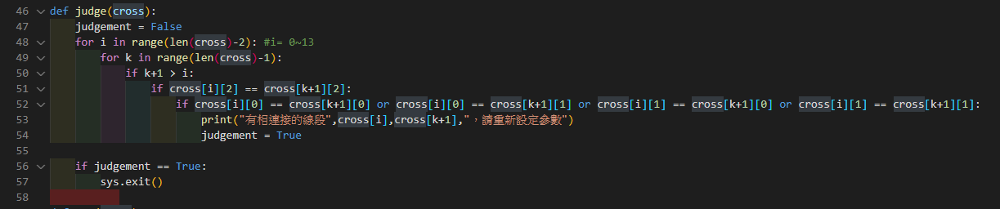 46 def judge(cross):
47 judgement = False
48 for i in range(len(cross)-2): #i= 0~13
49 for k in range(len(cross)-1):
50 if k+1 > i:
51 if cross[i][2] == cross[k+1][2]:
52 if cross[i][0] == cross[k+1][0] or cross[i][0] == cross[k+1][1] or cross[i][1] == cross[k+1][0] or cross[i][1] == cross[k+1][1]:
53 print("有相連接的線段",cross[i],cross[k+1],"，請重新設定參數")
54 judgement = True
55
56 if judgement == True:
57 sys.exit()
58